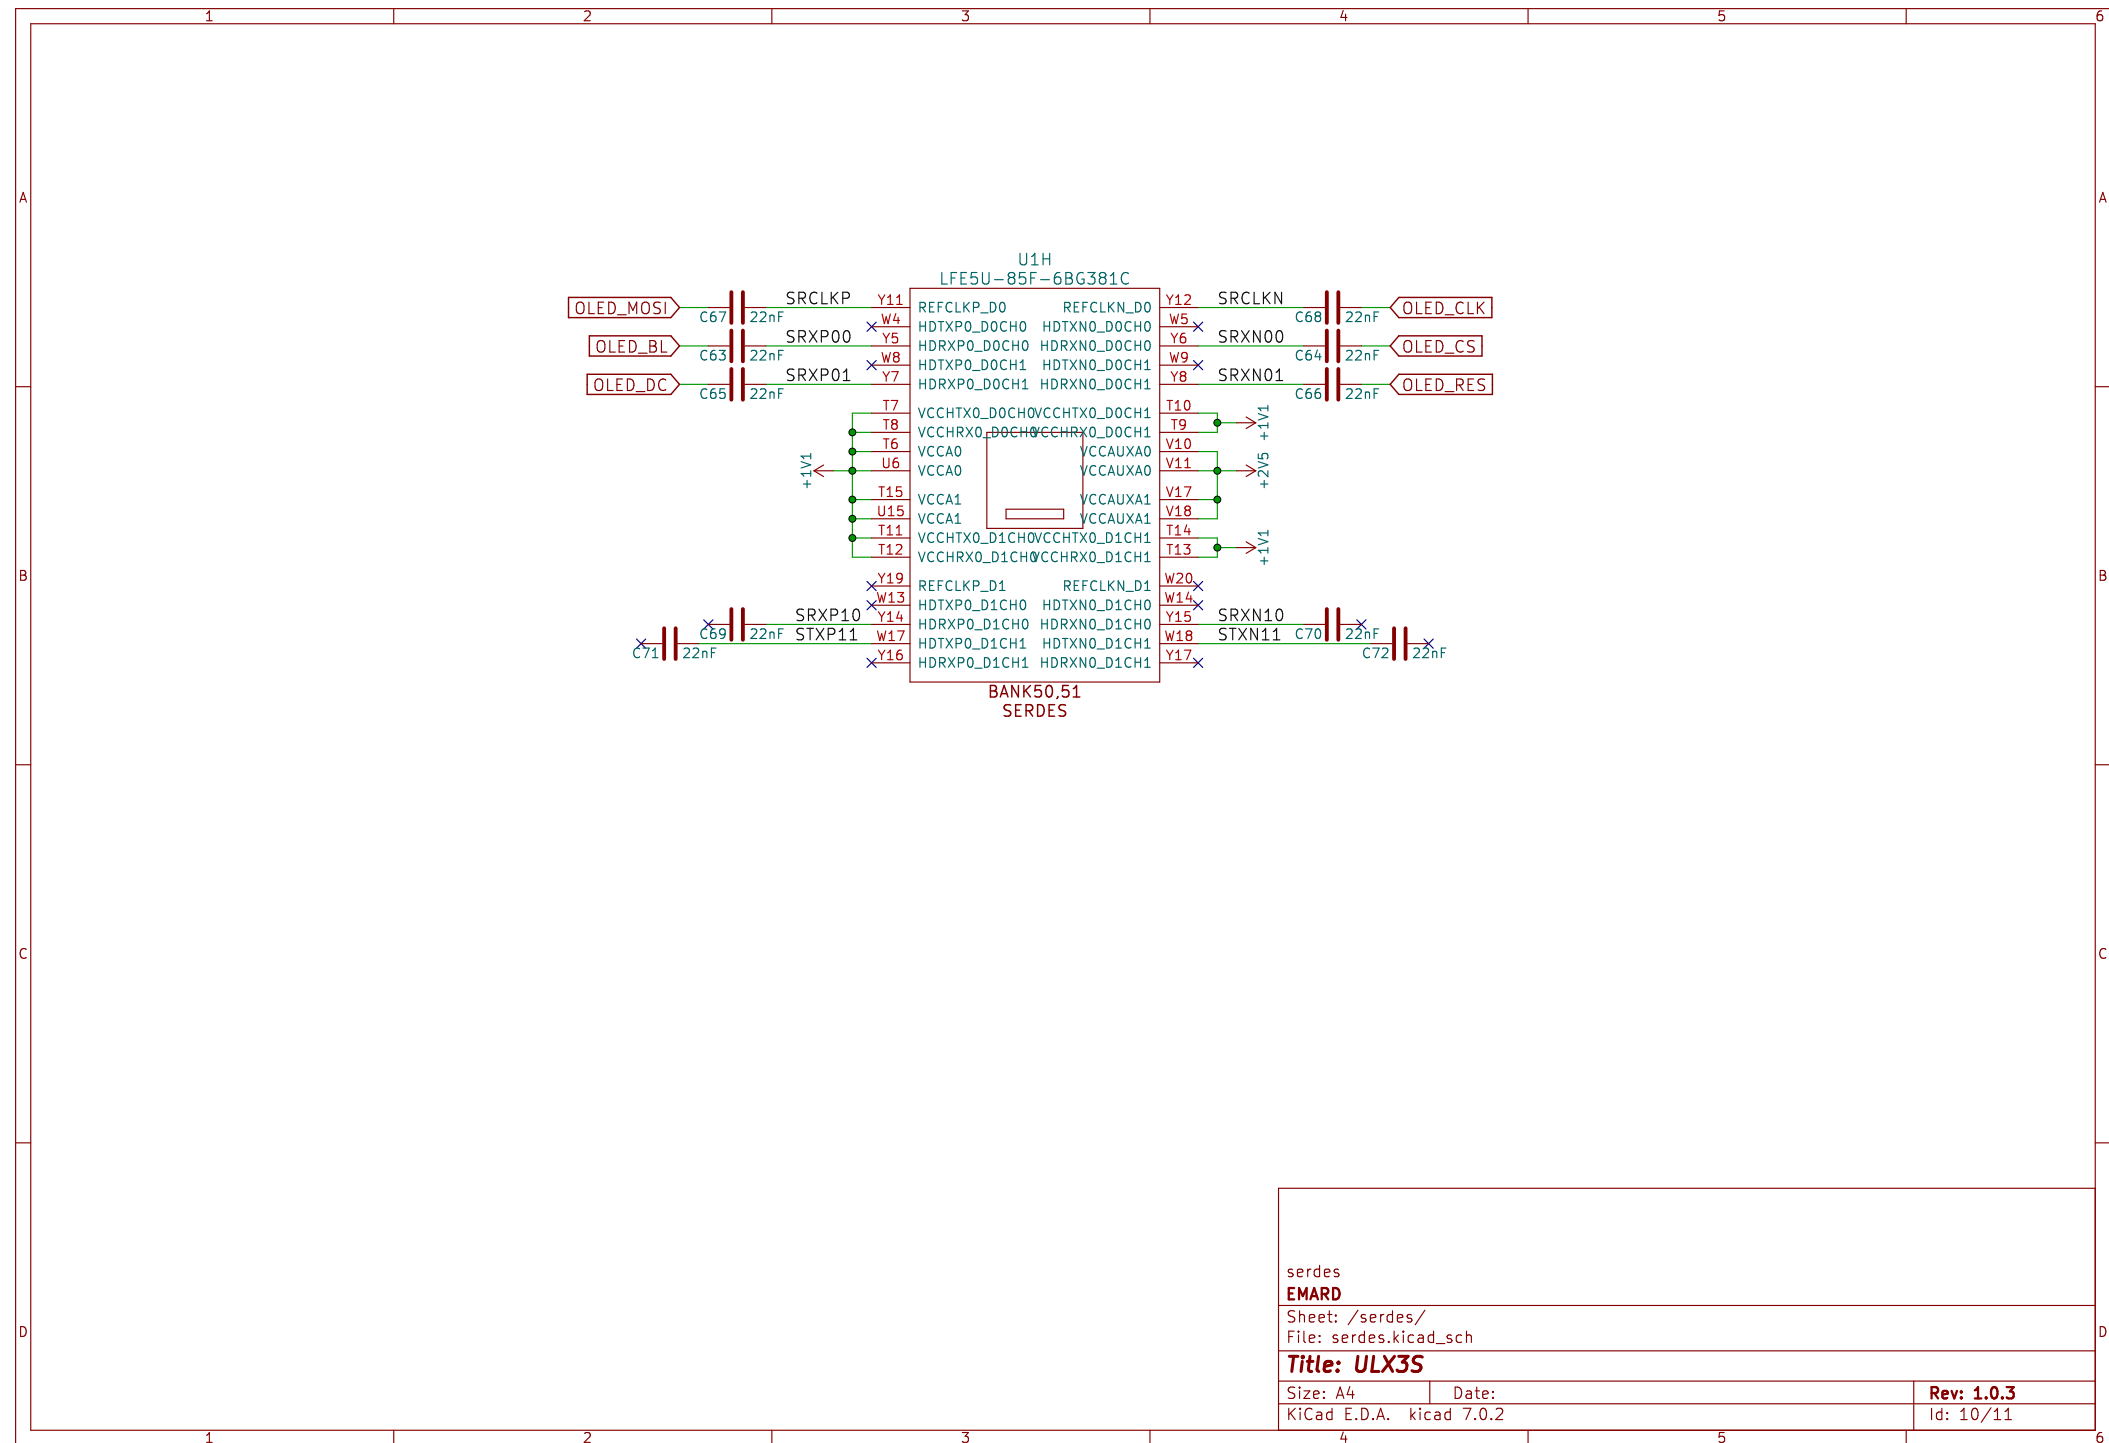 1 2 3 4 5 6
A A
U1H
LFE5U-85F-6BG381C
OLED_MOSI C67 22nF SRCLKP Y11 REFCLKP_D0 REFCLKN_D0 Y12 SRCLKN C68 22nF OLED_CLK
W4 HDTXP0_D0CH0 HDTXN0_D0CH0 W5
OLED_BL C63 22nF SRXP00 Y5 HDRXP0_D0CH0 HDRXN0_D0CH0 Y6 SRXN00 C64 22nF OLED_CS
W8 HDTXP0_D0CH1 HDTXN0_D0CH1 W9
OLED_DC C65 22nF SRXP01 Y7 HDRXP0_D0CH1 HDRXN0_D0CH1 Y8 SRXN01 C66 22nF OLED_RES
T7 VCCHTX0_D0CH0 VCCHTX0_D0CH1 T10 +1V1
T8 VCCHRX0_D0CH0 VCCHRX0_D0CH1 T9
T6 VCCA0 VCCAUXA0 V10
+1V1 U6 VCCA0 VCCAUXA0 V11 +2V5
T15 VCCA1 VCCAUXA1 V17
U15 VCCA1 VCCAUXA1 V18
T11 VCCHTX0_D1CH0 VCCHTX0_D1CH1 T14 +1V1
T12 VCCHRX0_D1CH0 VCCHRX0_D1CH1 T13
B B
Y19 REFCLKP_D1 REFCLKN_D1 W20
W13 HDTXP0_D1CH0 HDTXN0_D1CH0 W14
C69 22nF SRXP10 Y14 HDRXP0_D1CH0 HDRXN0_D1CH0 Y15 SRXN10 C70 22nF
C71 22nF STXP11 W17 HDTXP0_D1CH1 HDTXN0_D1CH1 W18 STXN11 C72 22nF
Y16 HDRXP0_D1CH1 HDRXN0_D1CH1 Y17
BANK50,51
SERDES
C C
serdes
EMARD
Sheet: /serdes/
D D
File: serdes.kicad_sch
Title: ULX3S
Size: A4 Date: Rev: 1.0.3
KiCad E.D.A. kicad 7.0.2 Id: 10/11
1 2 3 4 5 6